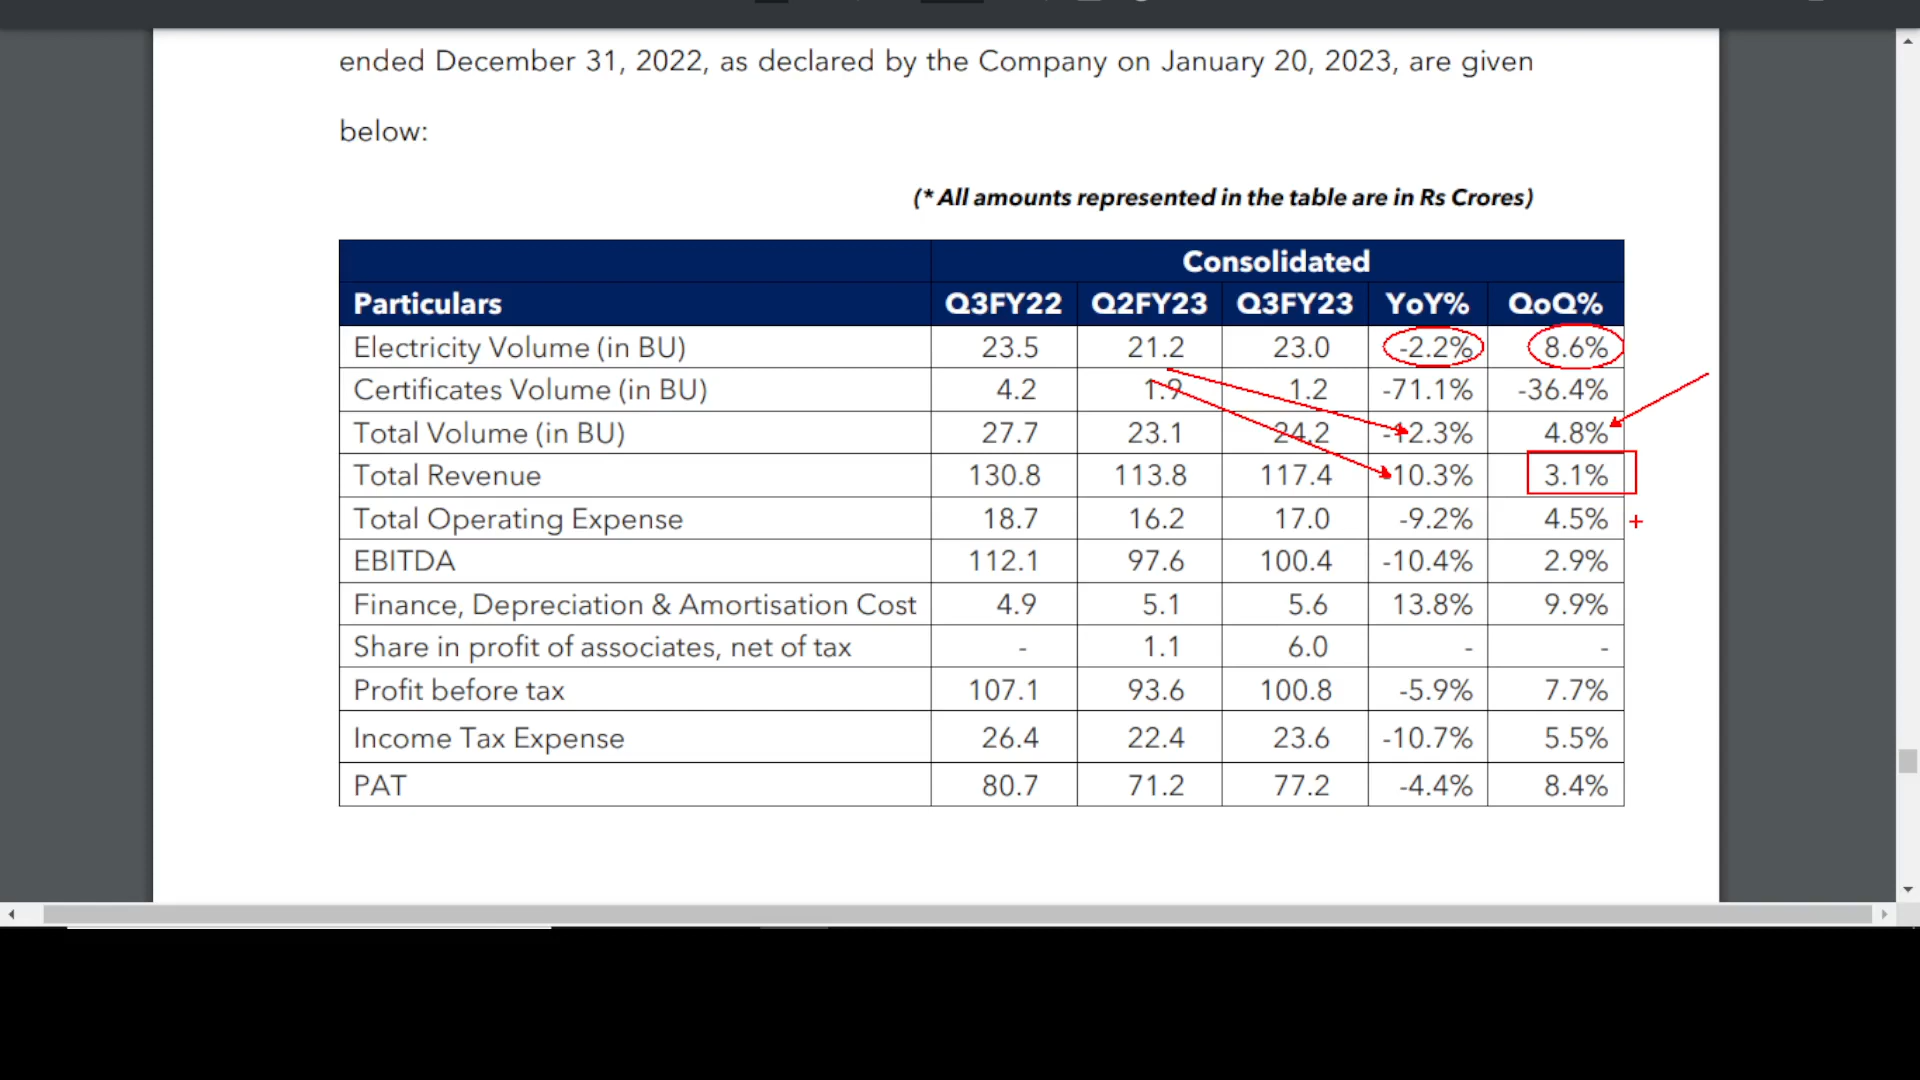 ended December 31, 2022, as declared by the Company on January 20, 2023, are given
below:
(* All amounts represented in the table are in Rs Crores)
Consolidated
Particulars Q3FY22 Q2FY23 Q3FY23 YoY% QoQ%
Electricity Volume (in BU) 23.5 21.2 23.0 -2.2% 8.6%
Certificates Volume (in BU) 4.2 1.9 1.2 -71.1% -36.4%
Total Volume (in BU) 27.7 23.1 24.2 -12.3% 4.8%
Total Revenue 130.8 113.8 117.4 -10.3% 3.1%
Total Operating Expense 18.7 16.2 17.0 -9.2% 4.5%
EBITDA 112.1 97.6 100.4 -10.4% 2.9%
Finance, Depreciation & Amortisation Cost 4.9 5.1 5.6 13.8% 9.9%
Share in profit of associates, net of tax - 1.1 6.0 - -
Profit before tax 107.1 93.6 100.8 -5.9% 7.7%
Income Tax Expense 26.4 22.4 23.6 -10.7% 5.5%
PAT 80.7 71.2 77.2 -4.4% 8.4%